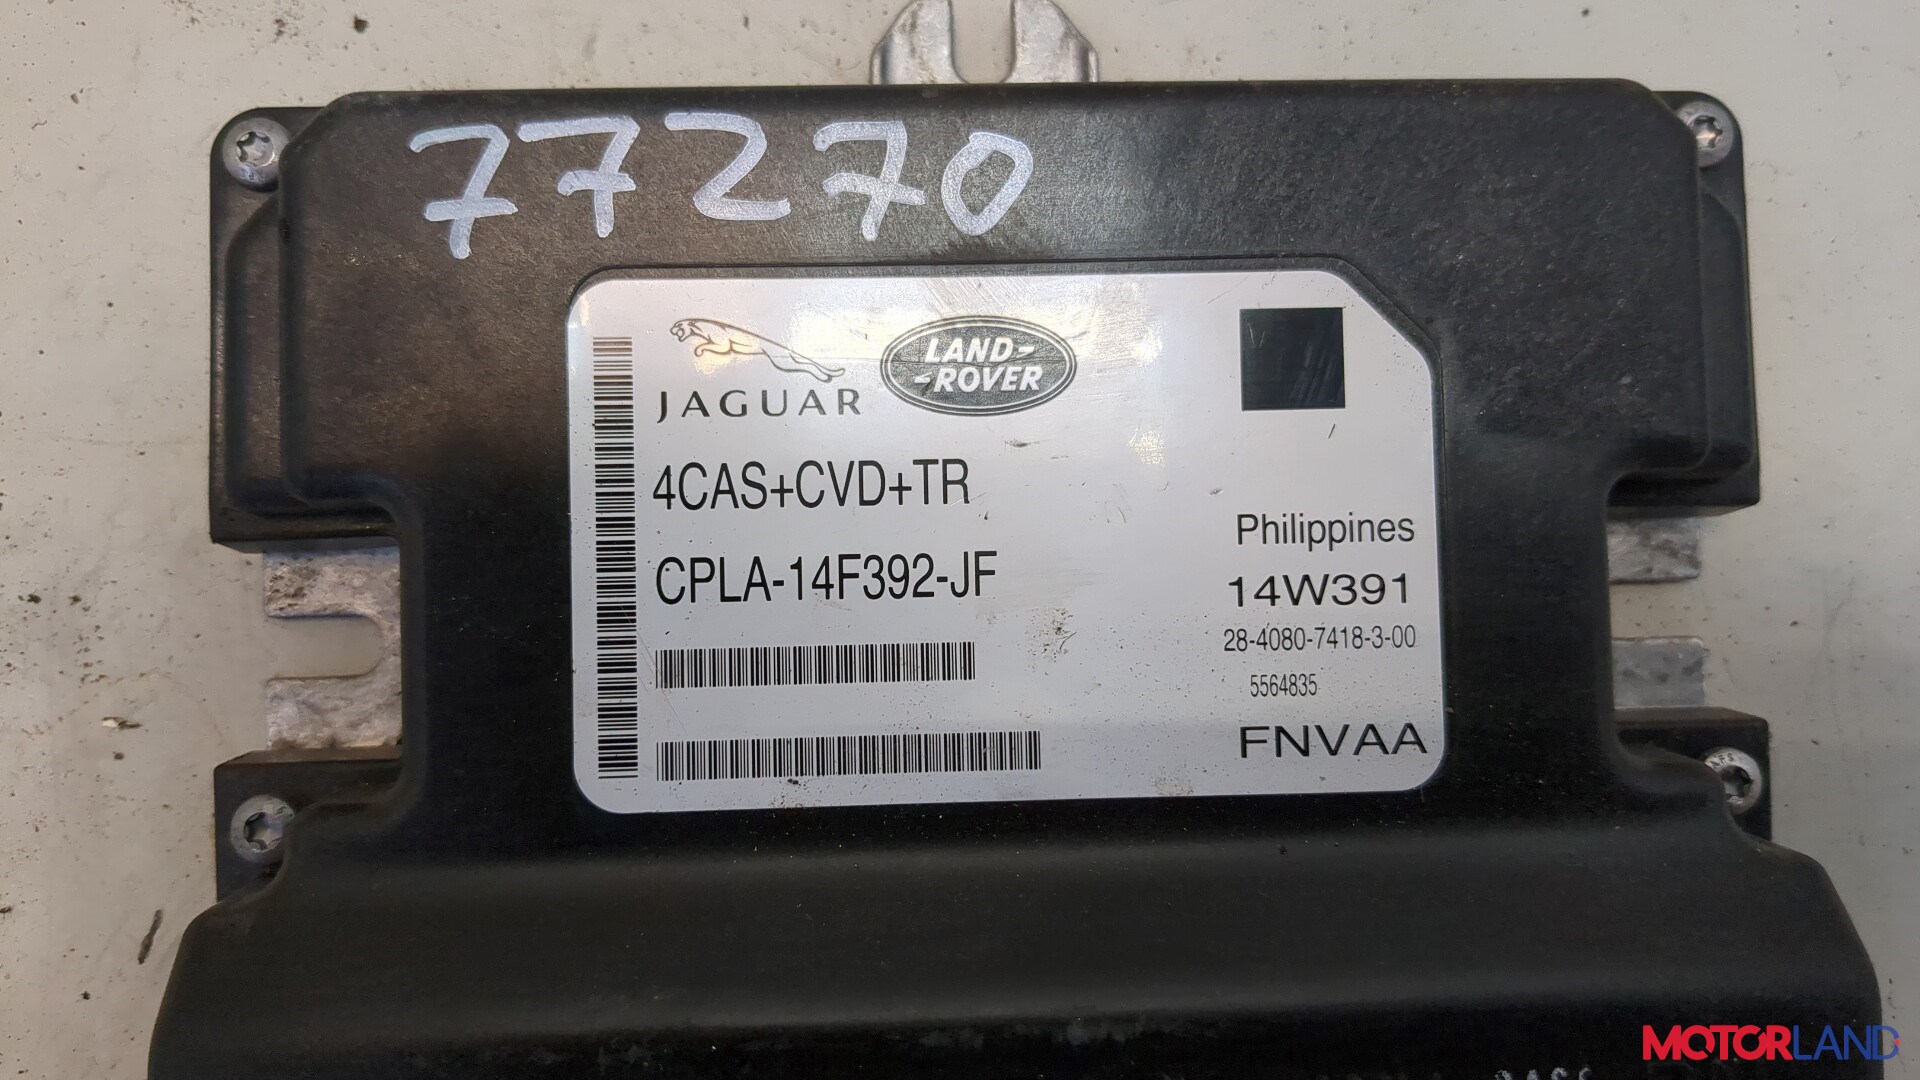 77270
JAGUAR
LAND-
-ROVER
4CAS+CVD+TR
CPLA-14F392-JF
Philippines
14W391
28-4080-7418-3-00
5564835
FNVAA
MOTORLAND